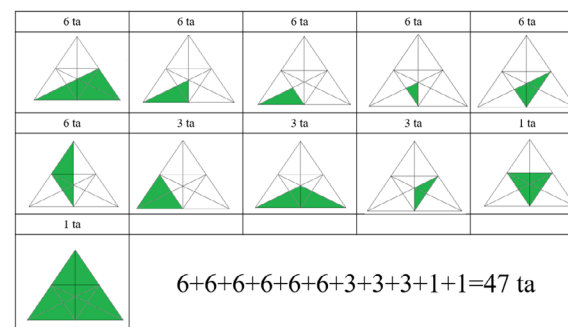 6 ta 6 ta 6 ta 6 ta 6 ta
6 ta 3 ta 3 ta 3 ta 1 ta
1 ta
6+6+6+6+6+6+3+3+3+1+1=47 ta